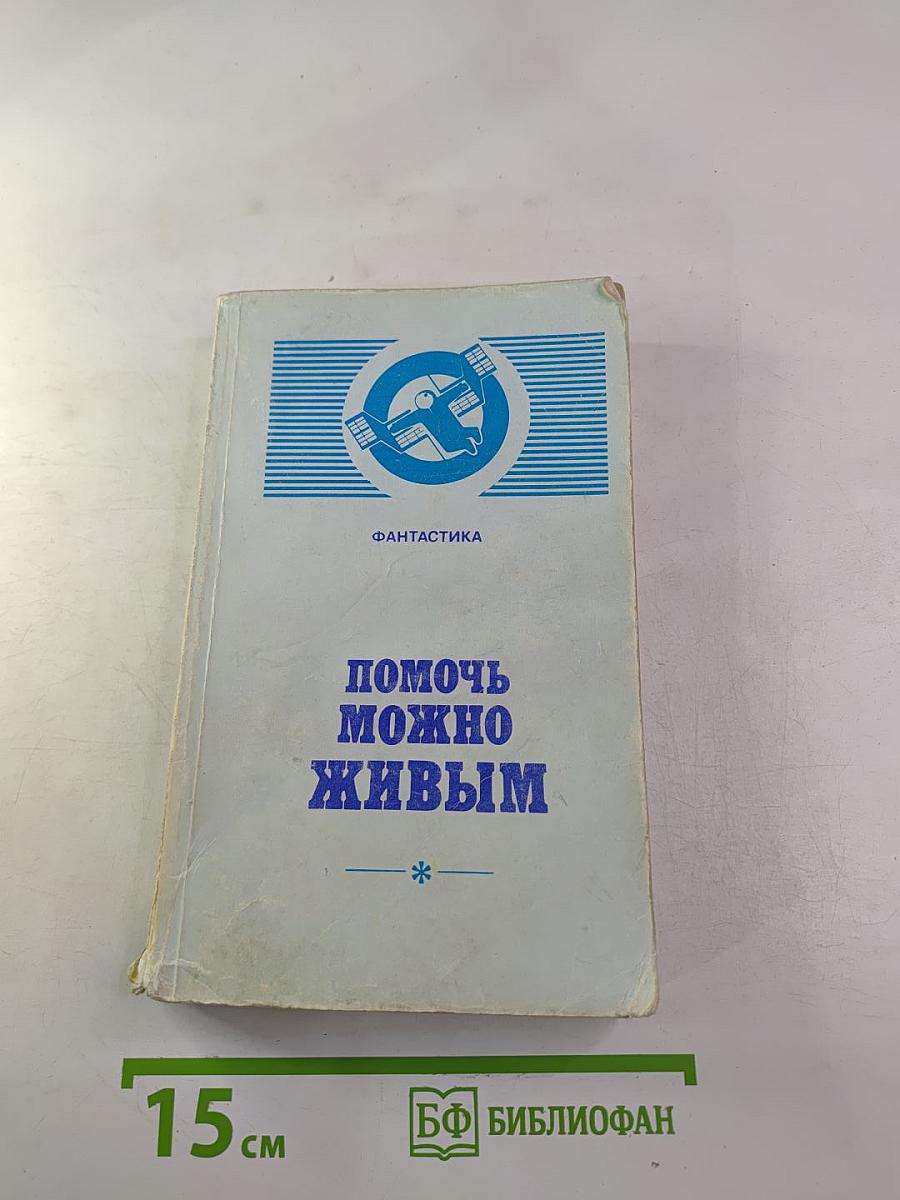 ФАНТАСТИКА
ПОМОЧЬ
МОЖНО
ЖИВЫМ
15 см
БФ БИБЛИОФАН